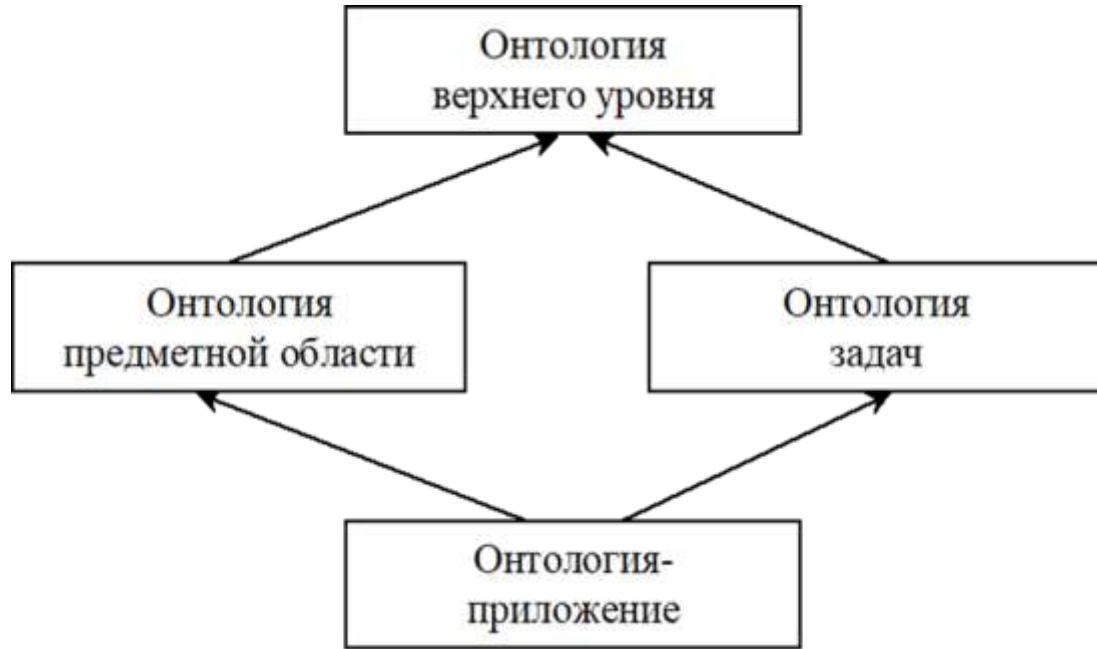 Онтология
верхнего уровня
Онтология
предметной области
Онтология
задач
Онтология-
приложение